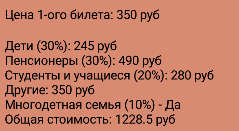 Цена 1-ого билета: 350 руб
Дети (30%): 245 руб
Пенсионеры (30%): 490 руб
Студенты и учащиеся (20%): 280 руб
Другие: 350 руб
Многодетная семья (10%) - Да
Общая стоимость: 1228.5 руб